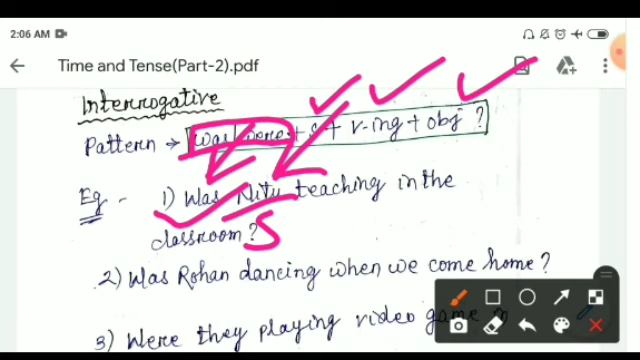 2:06 AM
Time and Tense(Part-2).pdf
Interrogative
Pattern → was/were + S + v-ing + obj ?
Eg - 1) Was Nitu teaching in the
classroom ? S
2) Was Rohan dancing when we come home ?
3) Were they playing video game